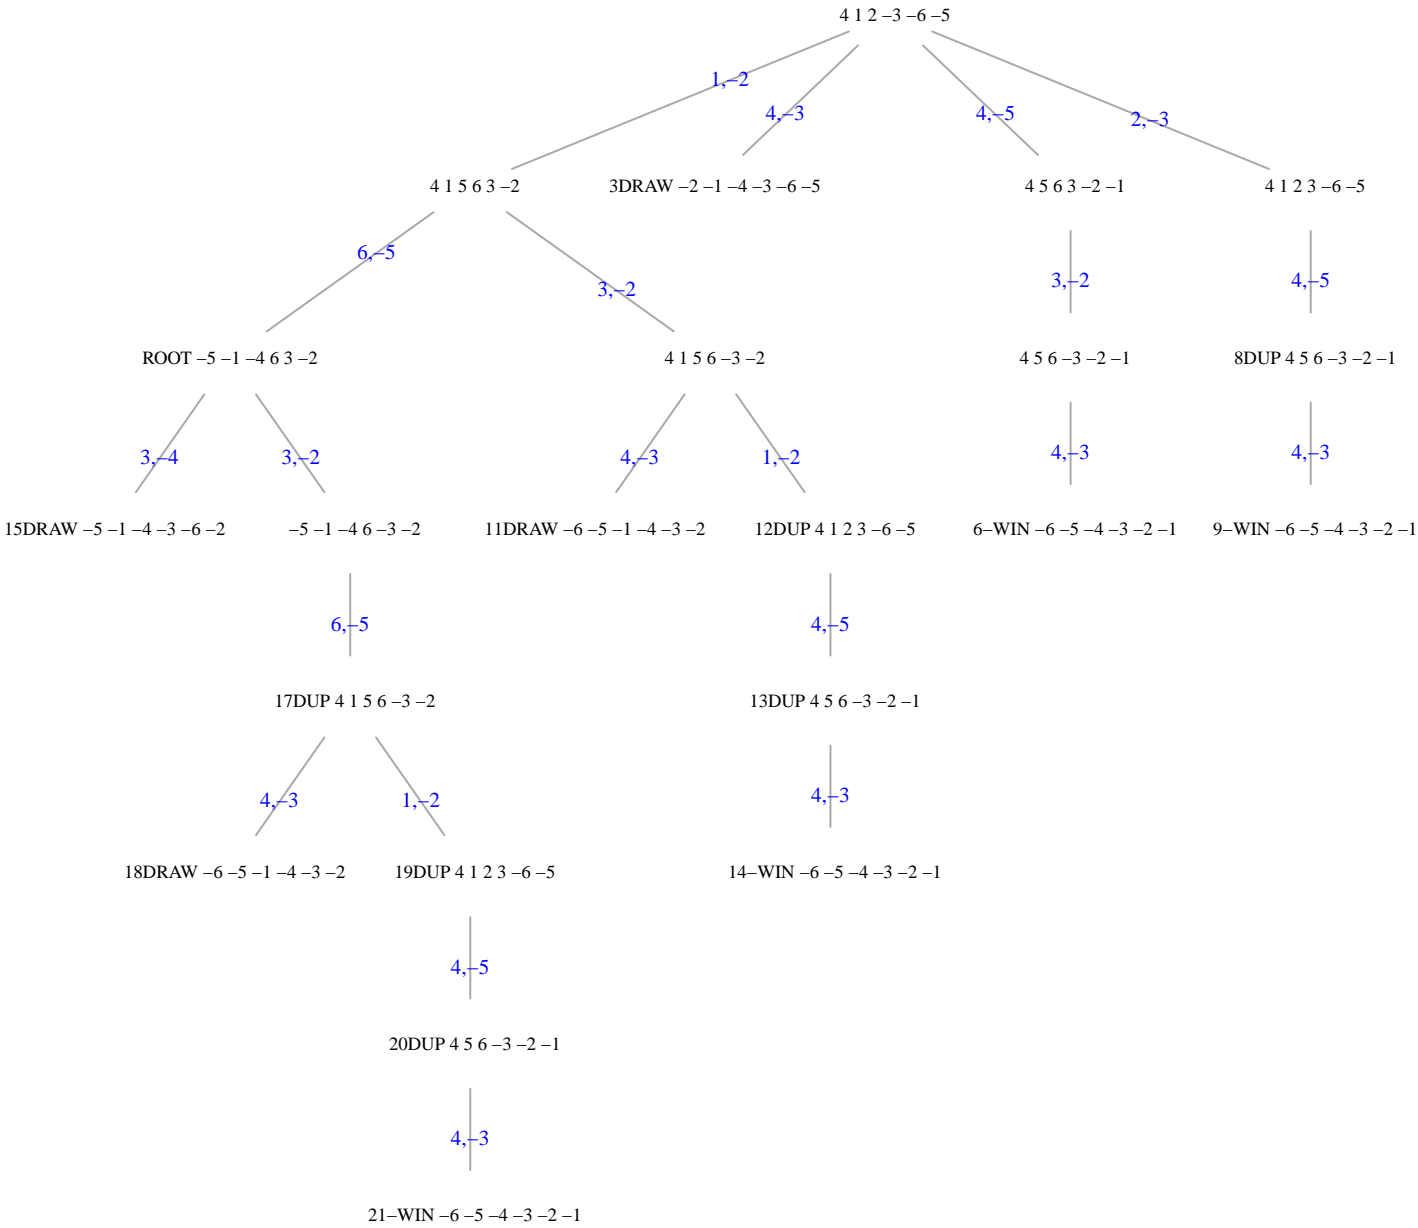 4 1 2 –3 –6 –5
1,–2
4,–3
4,–5
2,–3
4 1 5 6 3 –2
3DRAW –2 –1 –4 –3 –6 –5
4 5 6 3 –2 –1
4 1 2 3 –6 –5
6,–5
3,–2
3,–2
4,–5
ROOT –5 –1 –4 6 3 –2
4 1 5 6 –3 –2
4 5 6 –3 –2 –1
8DUP 4 5 6 –3 –2 –1
3,–4
3,–2
4,–3
1,–2
4,–3
4,–3
15DRAW –5 –1 –4 –3 –6 –2
–5 –1 –4 6 –3 –2
11DRAW –6 –5 –1 –4 –3 –2
12DUP 4 1 2 3 –6 –5
6–WIN –6 –5 –4 –3 –2 –1
9–WIN –6 –5 –4 –3 –2 –1
6,–5
4,–5
17DUP 4 1 5 6 –3 –2
13DUP 4 5 6 –3 –2 –1
4,–3
1,–2
4,–3
18DRAW –6 –5 –1 –4 –3 –2
19DUP 4 1 2 3 –6 –5
14–WIN –6 –5 –4 –3 –2 –1
4,–5
20DUP 4 5 6 –3 –2 –1
4,–3
21–WIN –6 –5 –4 –3 –2 –1